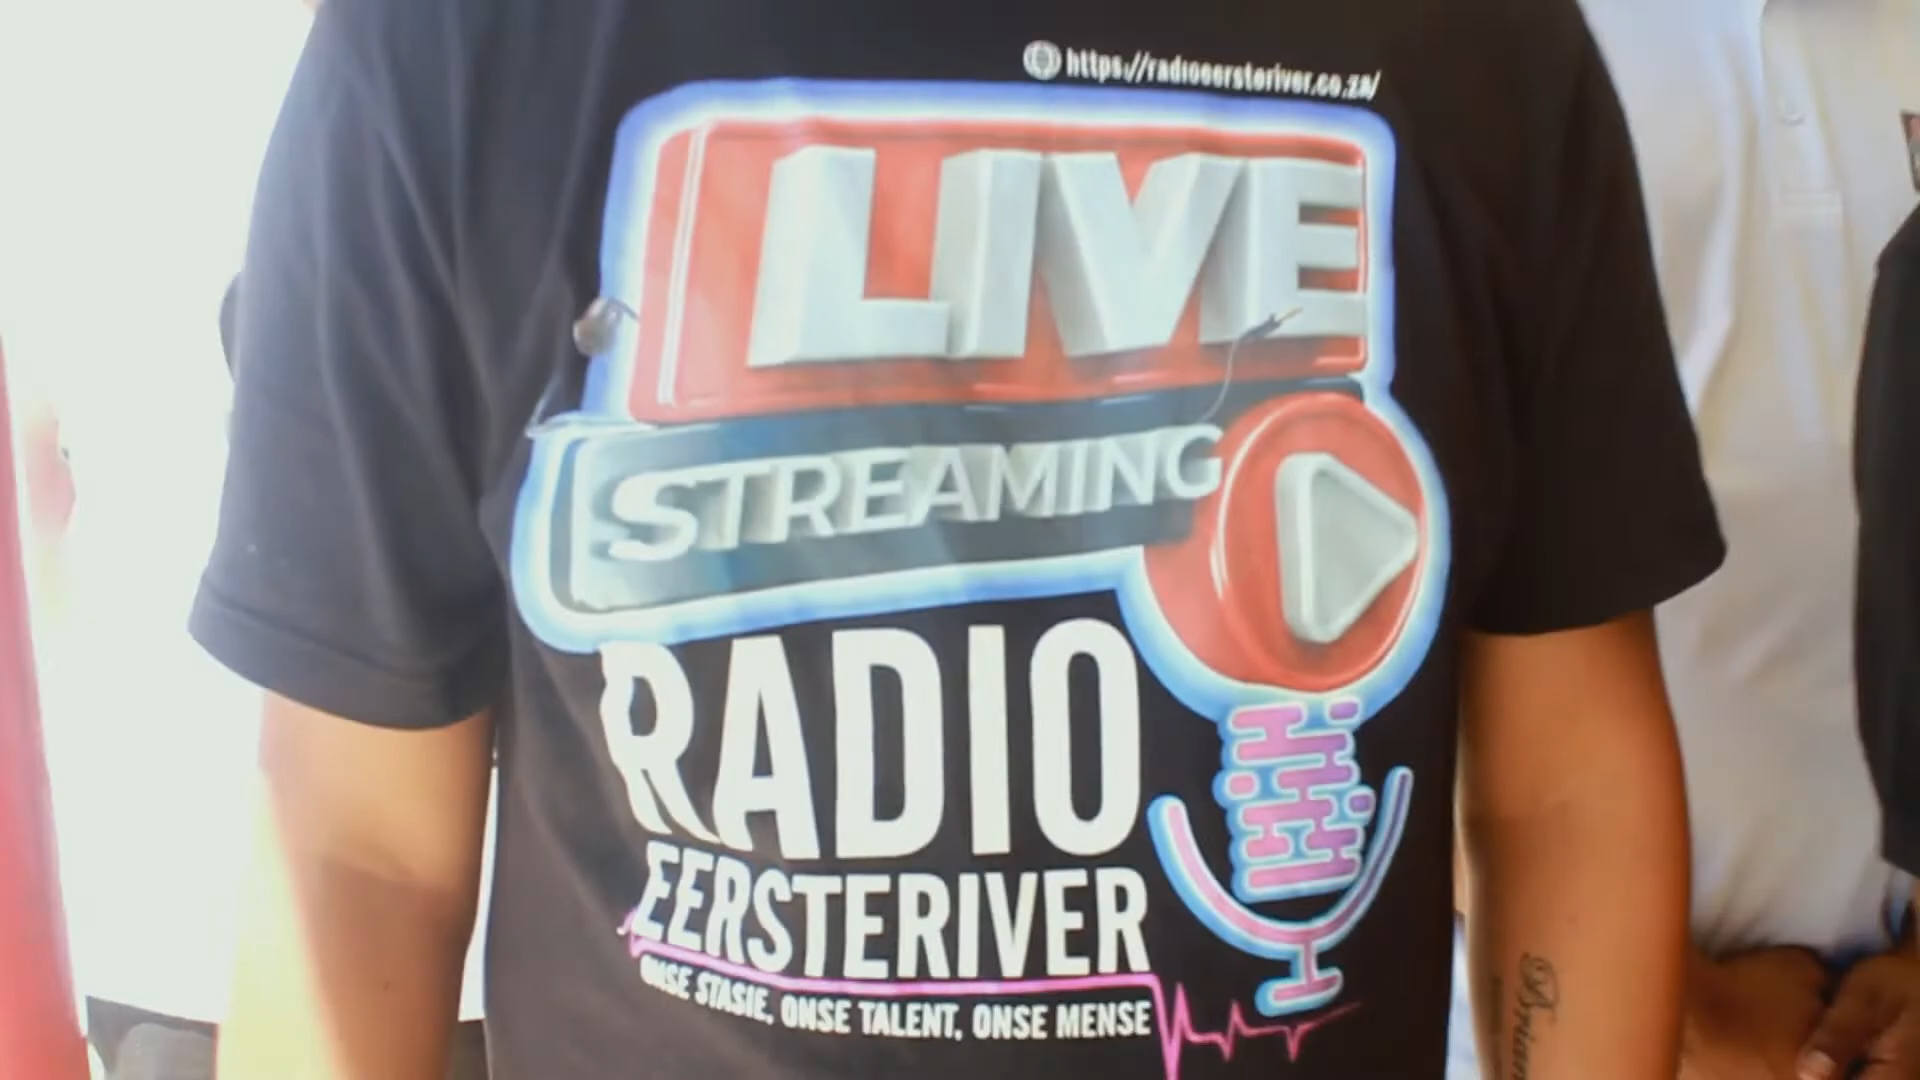 https://radioeersteriver.co.za/
LIVE
STREAMING
RADIO
EERSTERIVER
ONSE STASIE, ONSE TALENT, ONSE MENSE